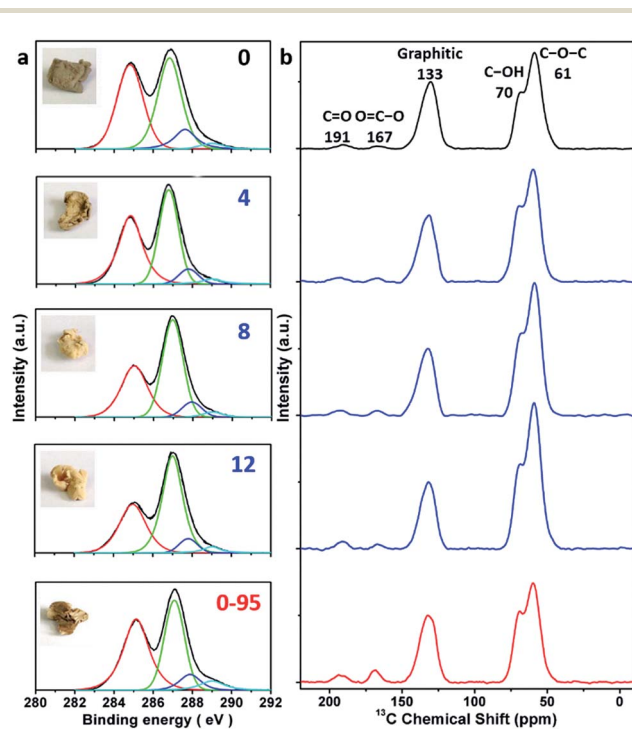 a
0
4
8
12
0-95
Intensity (a.u.)
280 282 284 286 288 290 292
Binding energy ( eV )
b
Graphitic
133
C=O O=C–O
191 167
C–OH
70
C–O–C
61
Intensity (a.u.)
200 150 100 50 0
13C Chemical Shift (ppm)